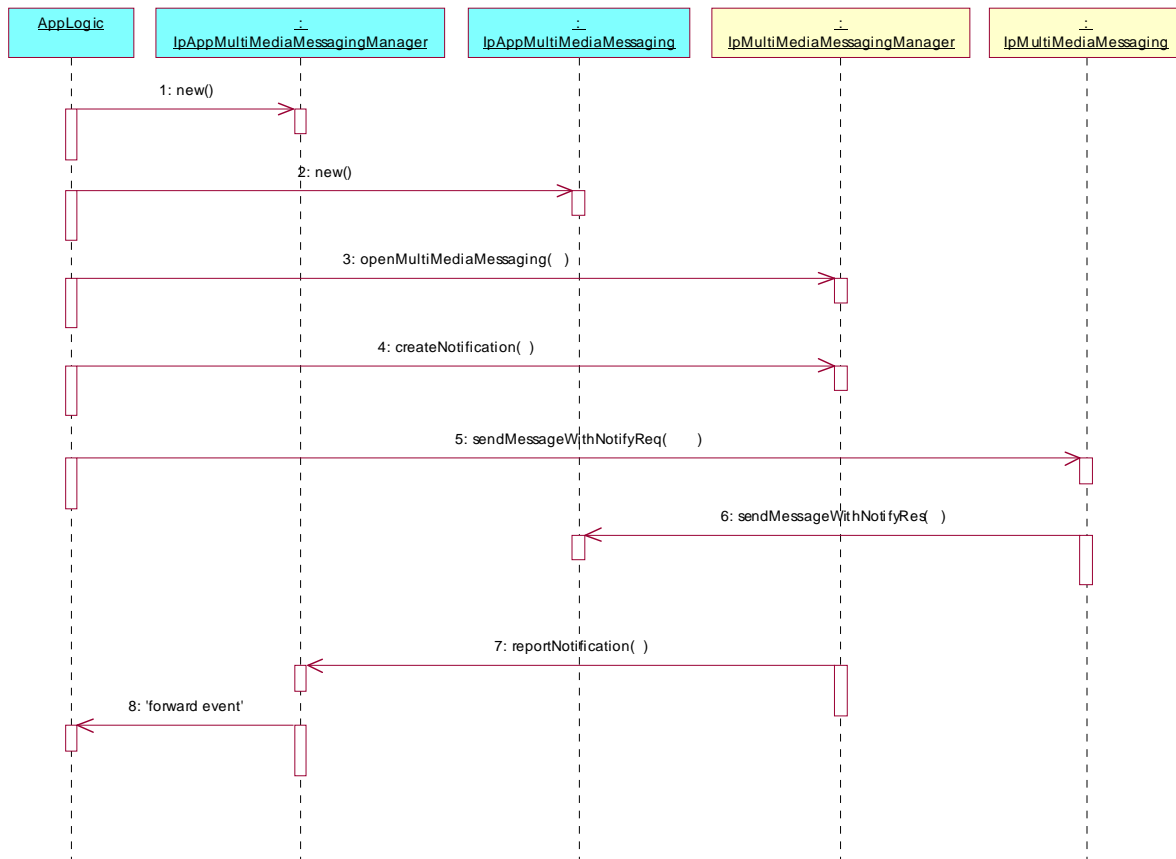 AppLogic
:
IpAppMultiMediaMessagingManager
:
IpAppMultiMediaMessaging
:
IpMultiMediaMessagingManager
:
IpMultiMediaMessaging
1: new()
2: new()
3: openMultiMediaMessaging( )
4: createNotification( )
5: sendMessageWithNotifyReq( )
6: sendMessageWithNotifyRes( )
7: reportNotification( )
8: 'forward event'